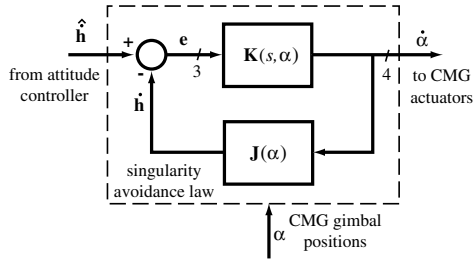 ḣ̂
+
e
K(s,α)
α̇
from attitude
controller
-
3
4
to CMG
actuators
ḣ
J(α)
singularity
avoidance law
α
CMG gimbal
positions